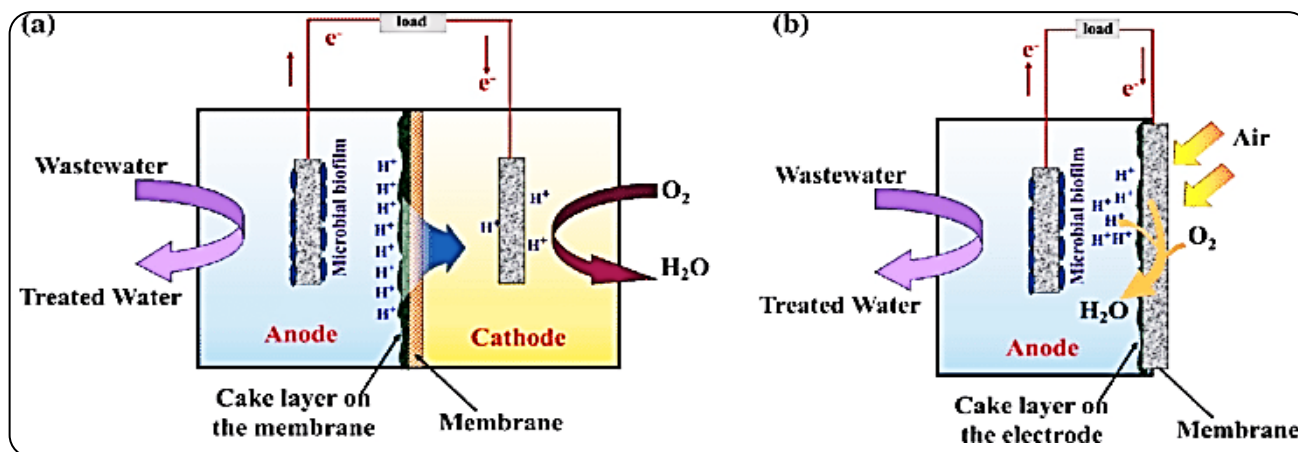 (a)
load
e-
e-
Wastewater
Treated Water
Microbial biofilm
H+
H+
H+
H+
H+
H+
H+
H+
H+
H+
H+
O2
H2O
Anode
Cathode
Cake layer on
the membrane
Membrane
(b)
load
e-
e-
Air
Wastewater
Treated Water
Microbial biofilm
H+
H+ H+
H+
H+H+
O2
H2O
Anode
Cake layer on
the electrode
Membrane